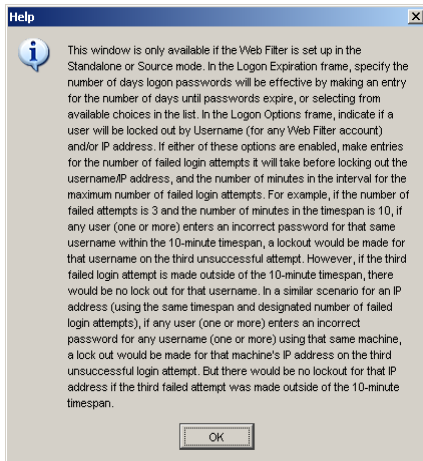 Help
This window is only available if the Web Filter is set up in the
Standalone or Source mode. In the Logon Expiration frame, specify the
number of days logon passwords will be effective by making an entry
for the number of days until passwords expire, or selecting from
available choices in the list. In the Logon Options frame, indicate if a
user will be locked out by Username (for any Web Filter account)
and/or IP address. If either of these options are enabled, make entries
for the number of failed login attempts it will take before locking out the
username/IP address, and the number of minutes in the interval for the
maximum number of failed login attempts. For example, if the number of
failed attempts is 3 and the number of minutes in the timespan is 10, if
any user (one or more) enters an incorrect password for that same
username within the 10-minute timespan, a lockout would be made for
that username on the third unsuccessful attempt. However, if the third
failed login attempt is made outside of the 10-minute timespan, there
would be no lock out for that username. In a similar scenario for an IP
address (using the same timespan and designated number of failed
login attempts), if any user (one or more) enters an incorrect
password for any username (one or more) using that same machine,
a lock out would be made for that machine's IP address on the third
unsuccessful login attempt. But there would be no lockout for that IP
address if the third failed attempt was made outside of the 10-minute
timespan.
OK